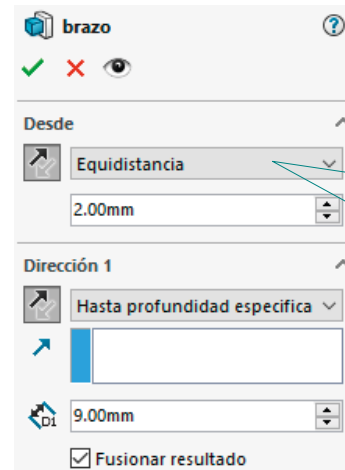 brazo
Desde
Equidistancia
2.00mm
Dirección 1
Hasta profundidad especifica
D1
9.00mm
Fusionar resultado